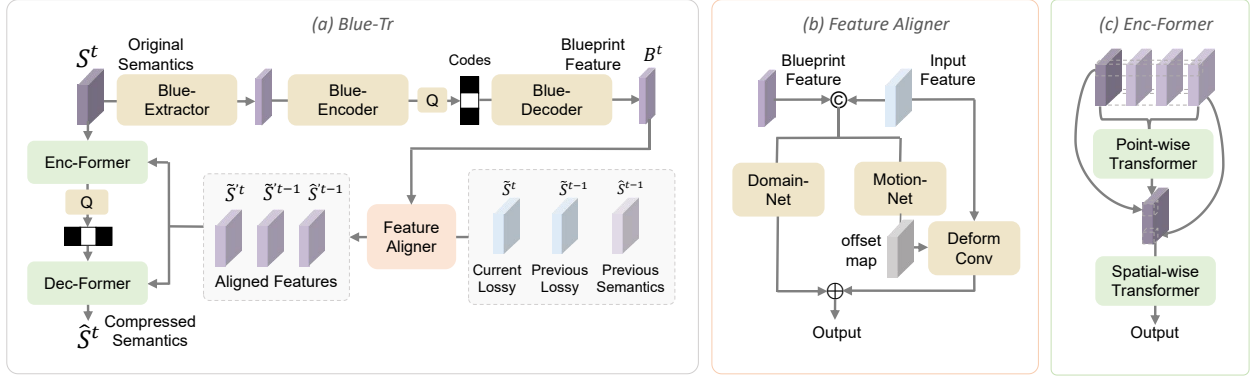 (a) Blue-Tr
S^t
Original
Semantics
Blue-
Extractor
Blue-
Encoder
Q
Codes
Blue-
Decoder
Blueprint
Feature
B^t
Enc-Former
Q
Dec-Former
Ŝ^t
Compressed
Semantics
S̃'^t
S̃'^{t-1}
Ŝ'^{t-1}
Aligned Features
Feature
Aligner
S̃^t
S̃^{t-1}
Ŝ^{t-1}
Current
Lossy
Previous
Lossy
Previous
Semantics
(b) Feature Aligner
Blueprint
Feature
Input
Feature
C
Domain-
Net
Motion-
Net
offset
map
Deform
Conv
Output
(c) Enc-Former
Point-wise
Transformer
Spatial-wise
Transformer
Output